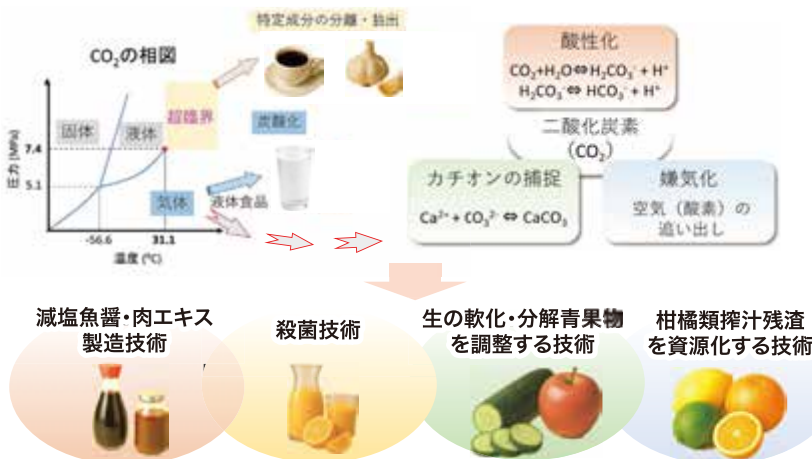 特定成分の分離・抽出
CO₂の相図
固体
液体
超臨界
気体
炭酸化
液体食品
圧力 (MPa)
7.4
5.1
-56.6
31.1
温度 (℃)
酸性化
CO₂+H₂O⇔H₂CO₃⁻ + H⁺
H₂CO₃⁻ ⇔ HCO₃⁻ + H⁺
二酸化炭素
（CO₂）
カチオンの捕捉
Ca²⁺ + CO₃²⁻ ⇔ CaCO₃
嫌気化
空気（酸素）の
追い出し
減塩魚醤・肉エキス
製造技術
殺菌技術
生の軟化・分解青果物
を調整する技術
柑橘類搾汁残渣
を資源化する技術